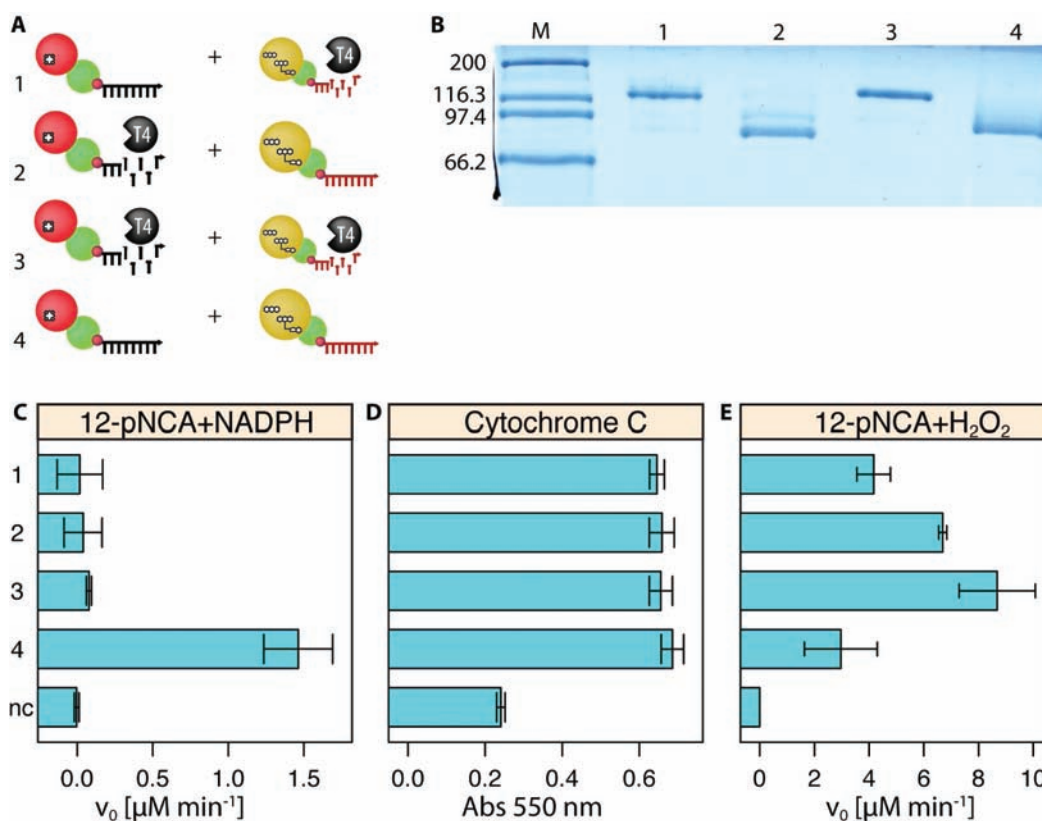 A
1
+
T4
2
T4
+
3
T4
+
T4
4
+
B
M 1 2 3 4
200
116.3
97.4
66.2
C
12-pNCA+NADPH
1
2
3
4
nc
0.0 0.5 1.0 1.5
v₀ [µM min⁻¹]
D
Cytochrome C
0.0 0.2 0.4 0.6
Abs 550 nm
E
12-pNCA+H₂O₂
0 2 4 6 8 10
v₀ [µM min⁻¹]